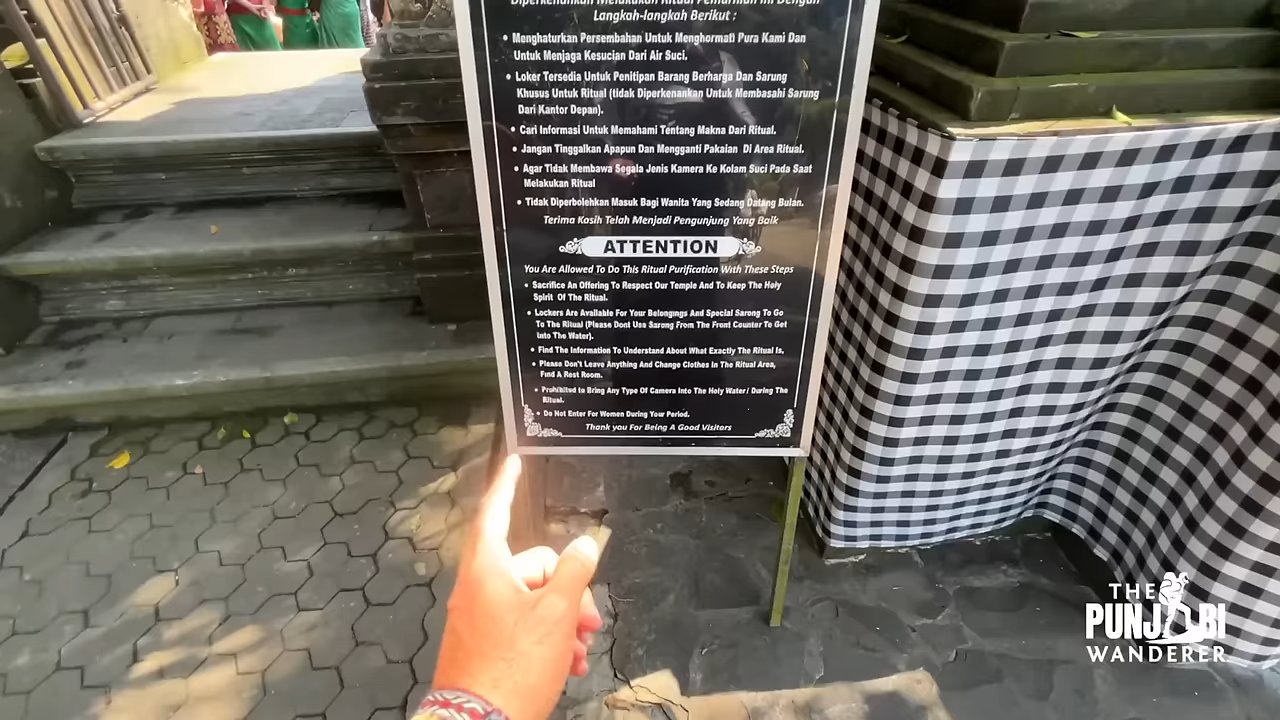 Diperkenankan Melakukan Ritual Pemurnian Ini Dengan
Langkah-langkah Berikut :
• Menghaturkan Persembahan Untuk Menghormati Pura Kami Dan
Untuk Menjaga Kesucian Dari Air Suci.
• Loker Tersedia Untuk Penitipan Barang Berharga Dan Sarung
Khusus Untuk Ritual (tidak Diperkenankan Untuk Membasahi Sarung
Dari Kantor Depan).
• Cari Informasi Untuk Memahami Tentang Makna Dari Ritual.
• Jangan Tinggalkan Apapun Dan Mengganti Pakaian Di Area Ritual.
• Agar Tidak Membawa Segala Jenis Kamera Ke Kolam Suci Pada Saat
Melakukan Ritual
• Tidak Diperbolehkan Masuk Bagi Wanita Yang Sedang Datang Bulan.
Terima Kasih Telah Menjadi Pengunjung Yang Baik
ATTENTION
You Are Allowed To Do This Ritual Purification With These Steps
• Sacrifice An Offering To Respect Our Temple And To Keep The Holy
Spirit Of The Ritual.
• Lockers Are Available For Your Belongings And Special Sarong To Go
To The Ritual (Please Dont Use Sarong From The Front Counter To Get
Into The Water).
• Find The Information To Understand About What Exactly The Ritual Is,
• Please Don't Leave Anything And Change Clothes In The Ritual Area,
Find A Rest Room.
• Prohibited to Bring Any Type Of Camera Into The Holy Water/ During The
Ritual.
• Do Not Enter For Women During Your Period.
Thank you For Being A Good Visitors
THE
PUNJABI
WANDERER